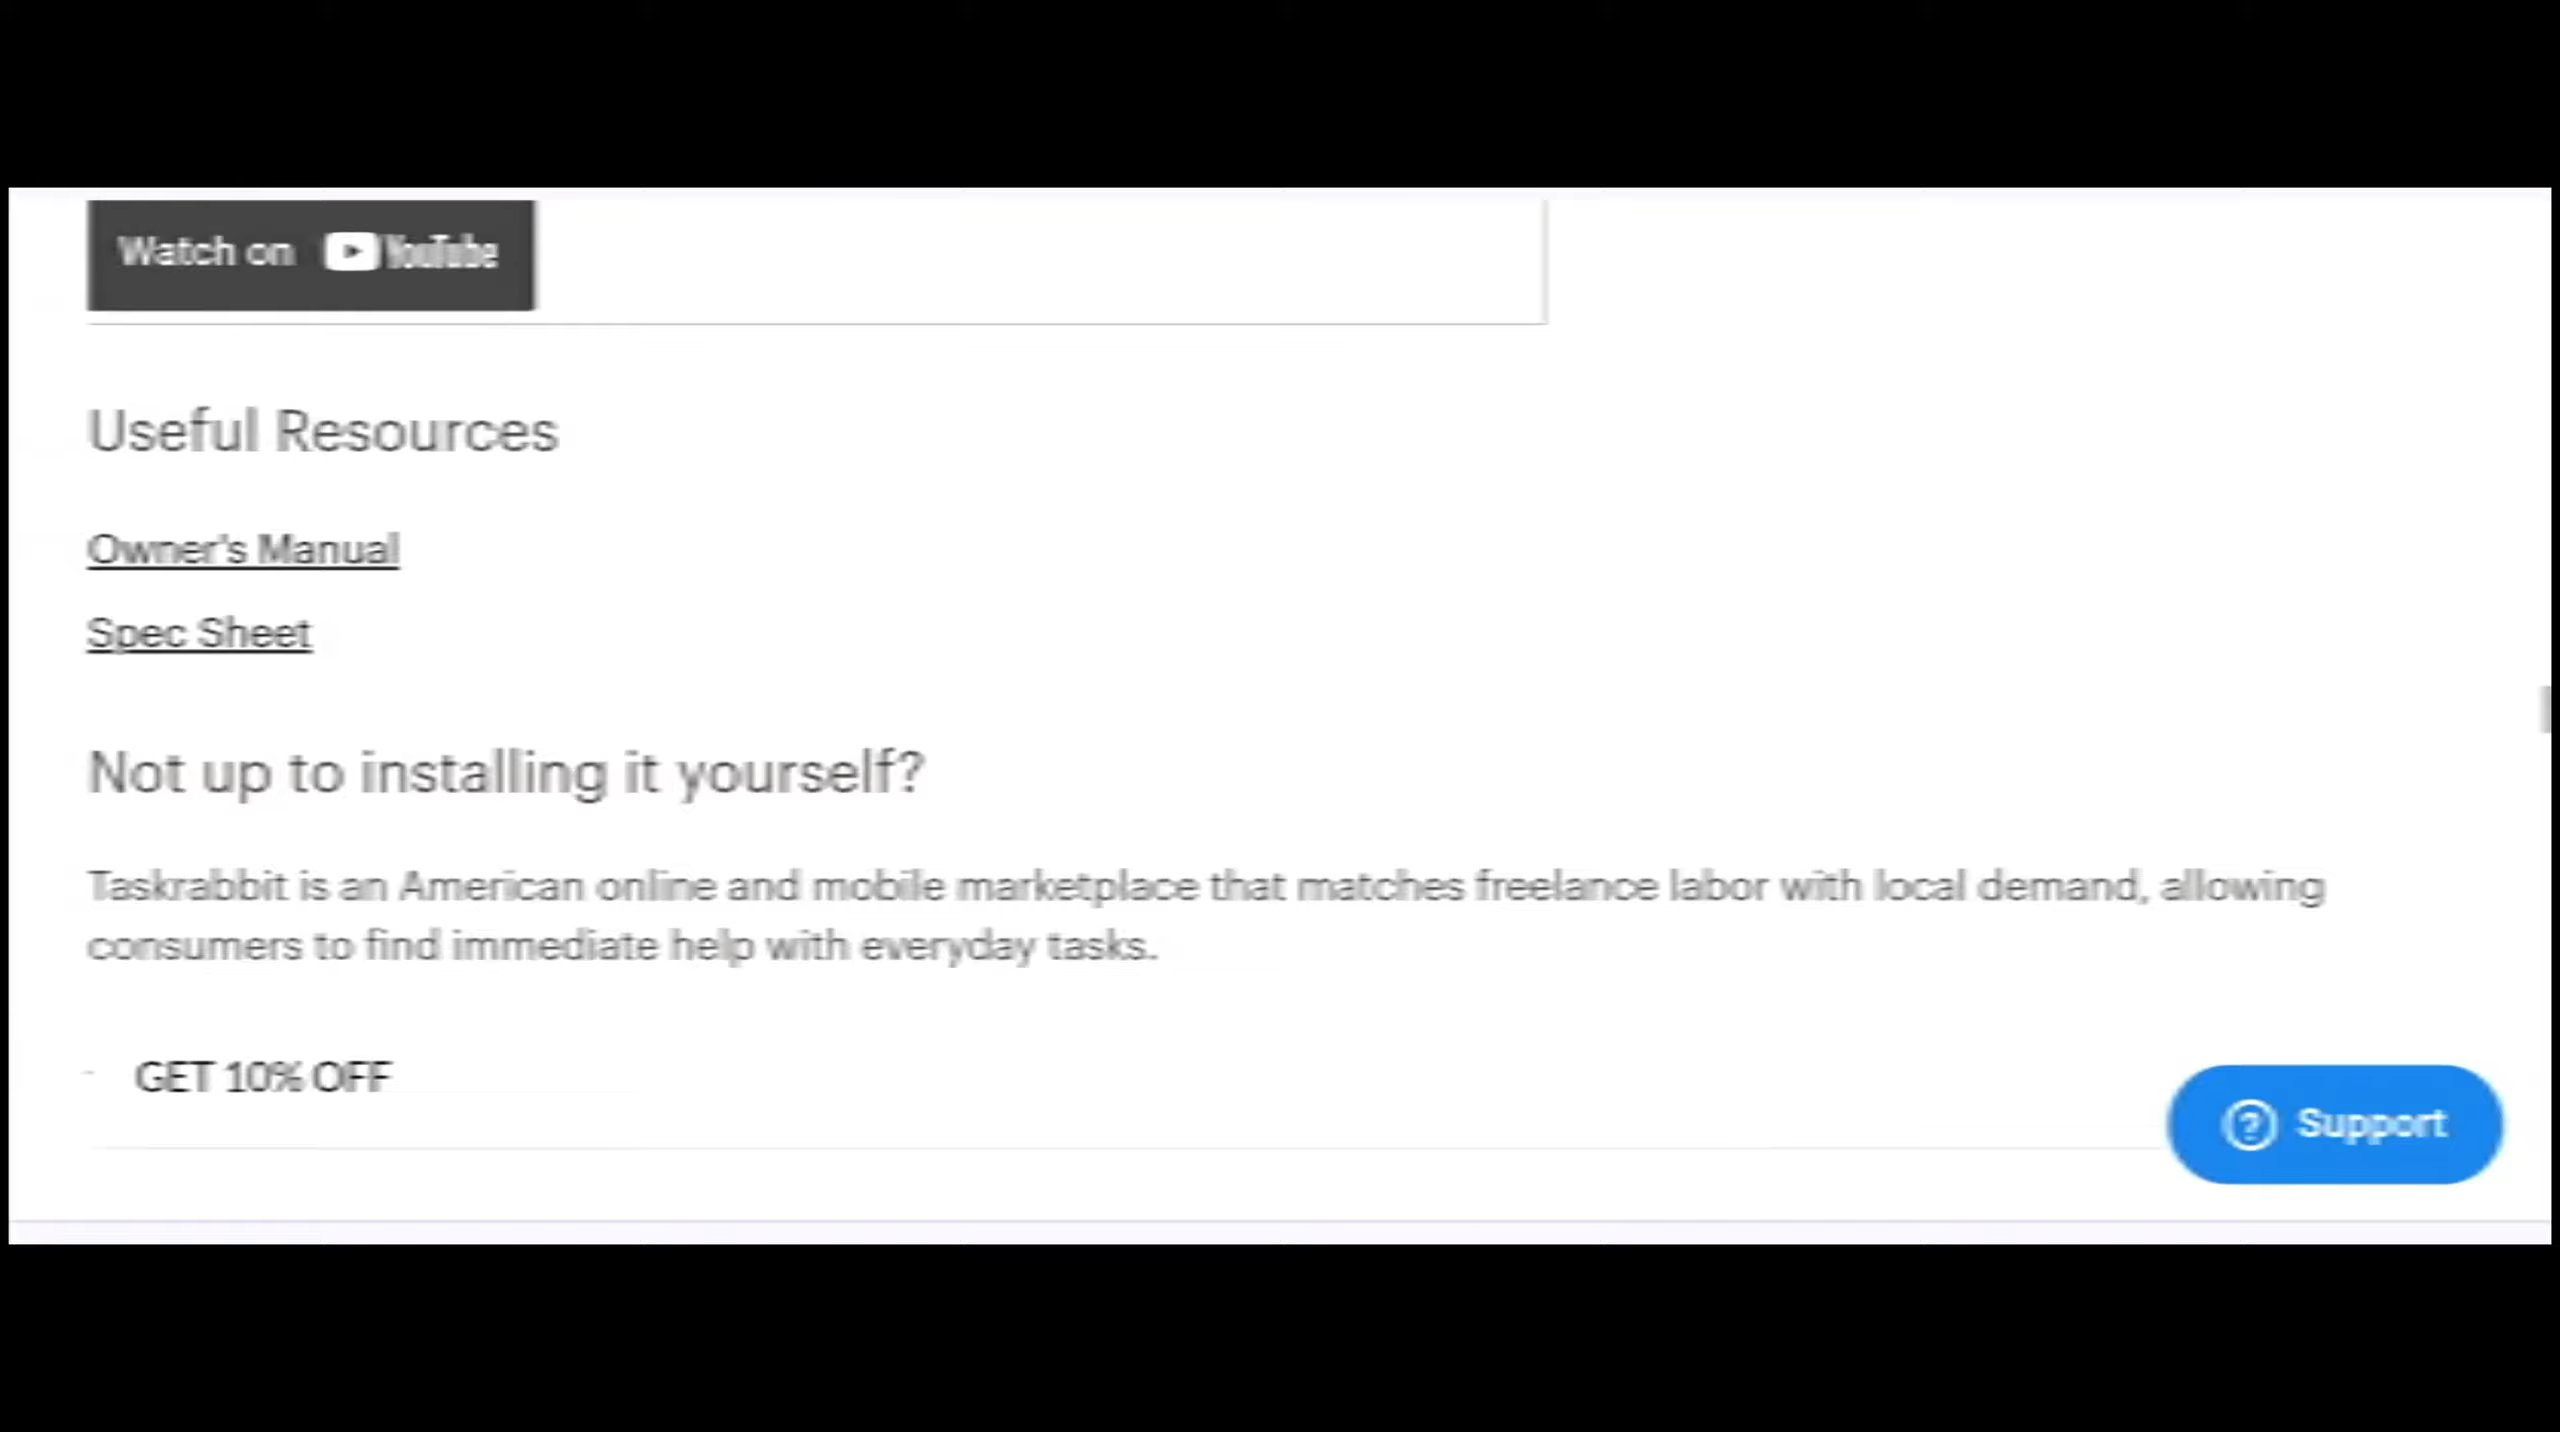 Watch on YouTube
Useful Resources
Owner's Manual
Spec Sheet
Not up to installing it yourself?
Taskrabbit is an American online and mobile marketplace that matches freelance labor with local demand, allowing
consumers to find immediate help with everyday tasks.
GET 10% OFF
Support